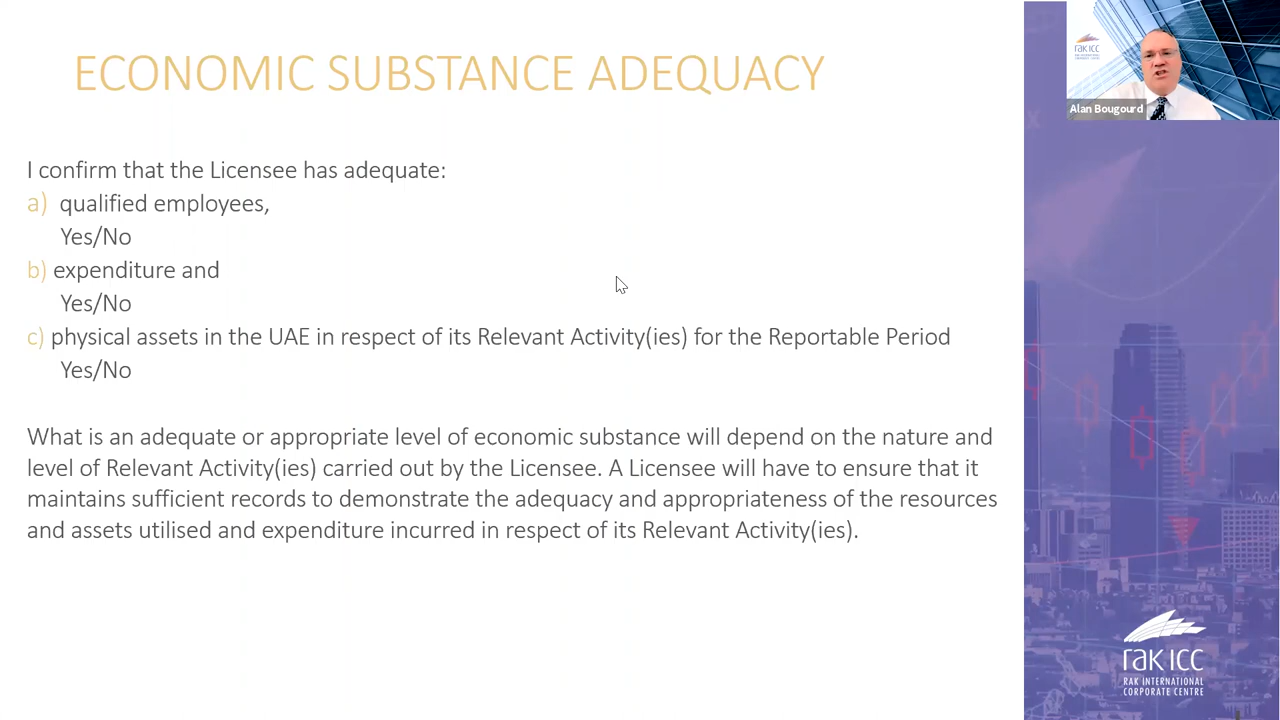 ECONOMIC SUBSTANCE ADEQUACY
I confirm that the Licensee has adequate:
a) qualified employees,
Yes/No
b) expenditure and
Yes/No
c) physical assets in the UAE in respect of its Relevant Activity(ies) for the Reportable Period
Yes/No
What is an adequate or appropriate level of economic substance will depend on the nature and
level of Relevant Activity(ies) carried out by the Licensee. A Licensee will have to ensure that it
maintains sufficient records to demonstrate the adequacy and appropriateness of the resources
and assets utilised and expenditure incurred in respect of its Relevant Activity(ies).
rak icc
Alan Bougourd
rak icc
RAK INTERNATIONAL
CORPORATE CENTRE